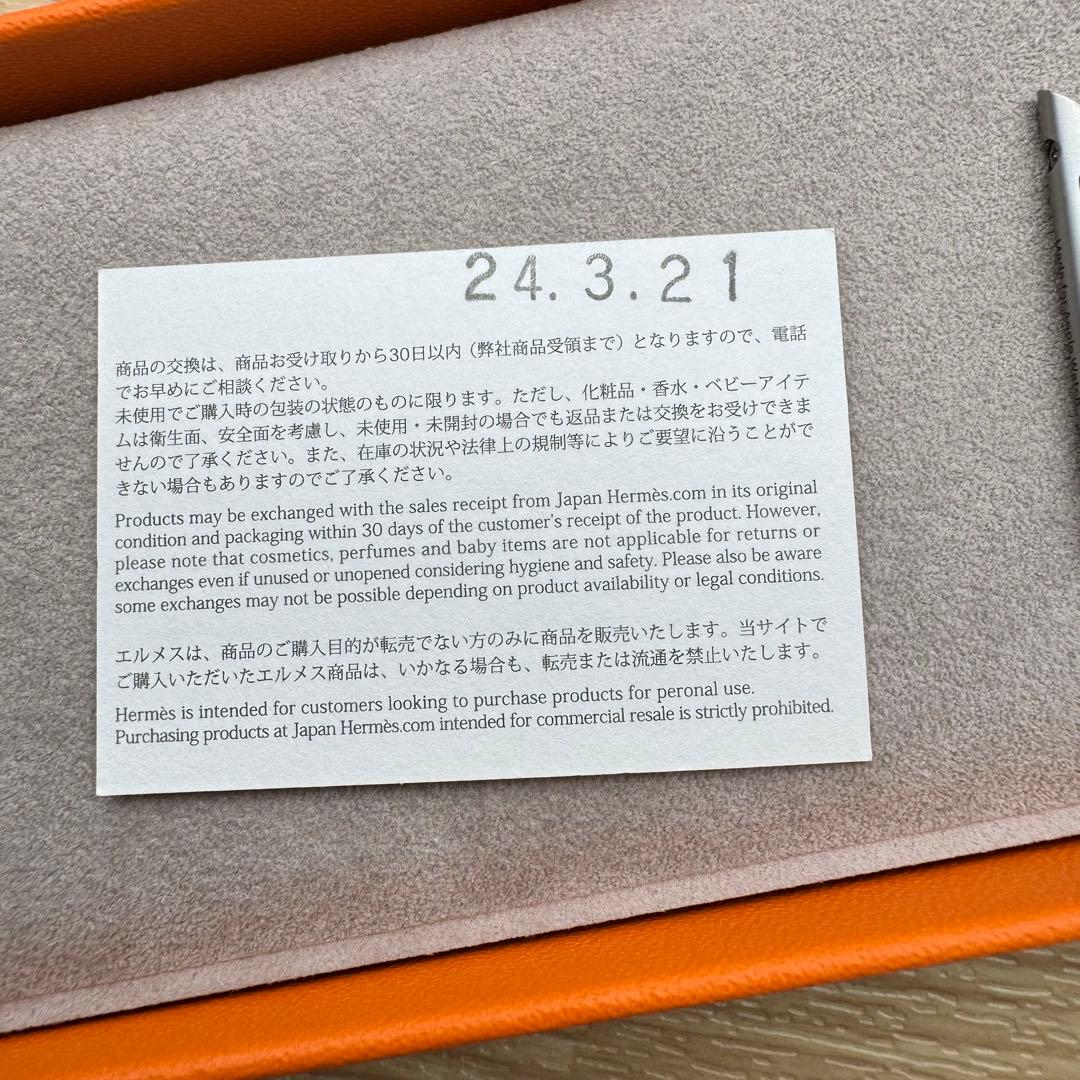 24.3.21
商品の交換は、商品お受け取りから30日以内（弊社商品受領まで）となりますので、電話
でお早めにご相談ください。
未使用でご購入時の包装の状態のものに限ります。ただし、化粧品・香水・ベビーアイテ
ムは衛生面、安全面を考慮し、未使用・未開封の場合でも返品または交換をお受けできま
せんので了承ください。また、在庫の状況や法律上の規制等によりご要望に沿うことがで
きない場合もありますのでご了承ください。
Products may be exchanged with the sales receipt from Japan Hermès.com in its original
condition and packaging within 30 days of the customer's receipt of the product. However,
please note that cosmetics, perfumes and baby items are not applicable for returns or
exchanges even if unused or unopened considering hygiene and safety. Please also be aware
some exchanges may not be possible depending on product availability or legal conditions.
エルメスは、商品のご購入目的が転売でない方のみに商品を販売いたします。当サイトで
ご購入いただいたエルメス商品は、いかなる場合も、転売または流通を禁止いたします。
Hermès is intended for customers looking to purchase products for peronal use.
Purchasing products at Japan Hermès.com intended for commercial resale is strictly prohibited.
Made for Apple